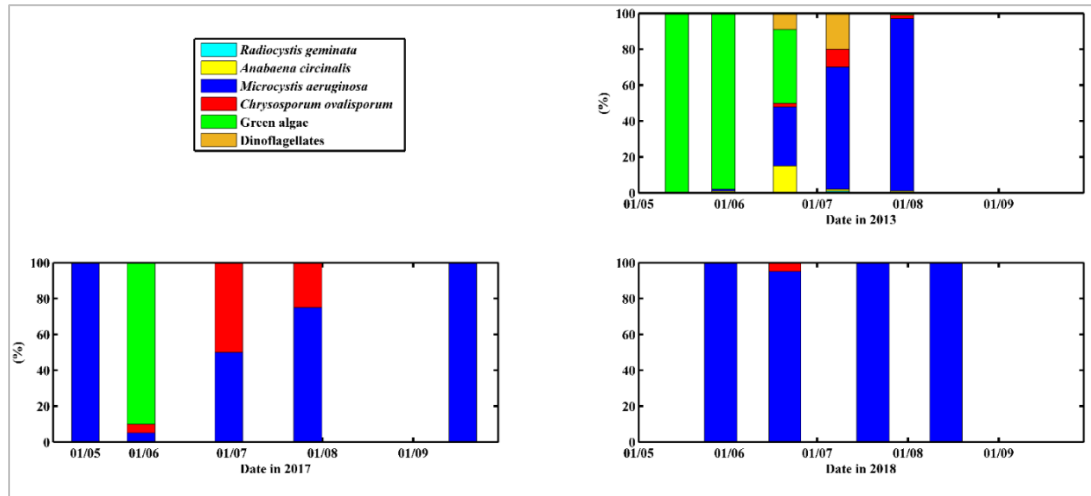 Radiocystis geminata
Anabaena circinalis
Microcystis aeruginosa
Chrysosporum ovalisporum
Green algae
Dinoflagellates
100
80
60
40
20
0
(%)
01/05 01/06 01/07 01/08 01/09
Date in 2013
100
80
60
40
20
0
(%)
01/05 01/06 01/07 01/08 01/09
Date in 2017
100
80
60
40
20
0
(%)
01/05 01/06 01/07 01/08 01/09
Date in 2018